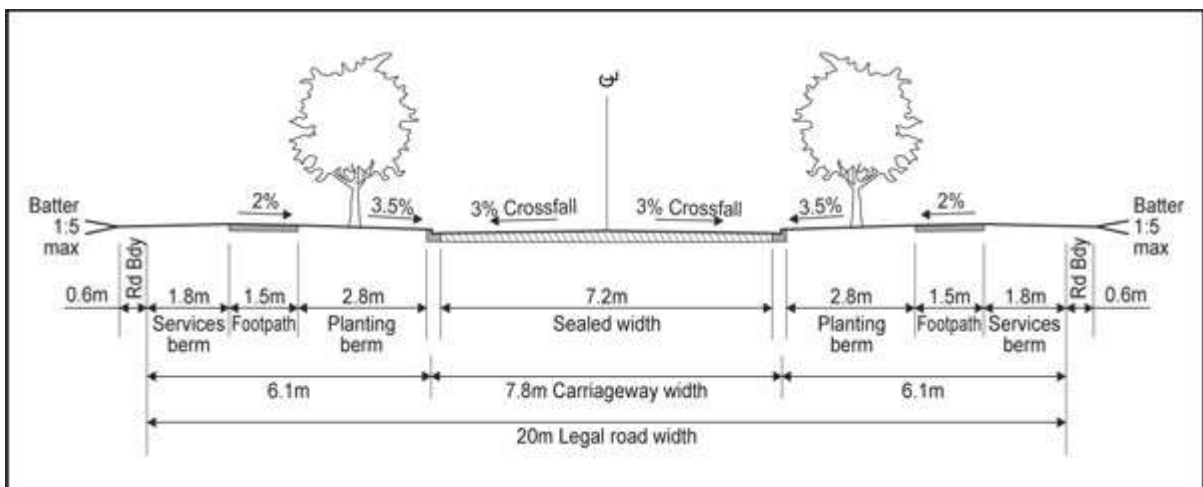 ℄
2%
3.5%
3% Crossfall
3% Crossfall
3.5%
2%
Batter
1:5
max
Batter
1:5
max
Rd Bdy
Rd Bdy
0.6m
1.8m
1.5m
2.8m
7.2m
2.8m
1.5m
1.8m
0.6m
Services
berm
Footpath
Planting
berm
Sealed width
Planting
berm
Footpath
Services
berm
6.1m
7.8m Carriageway width
6.1m
20m Legal road width